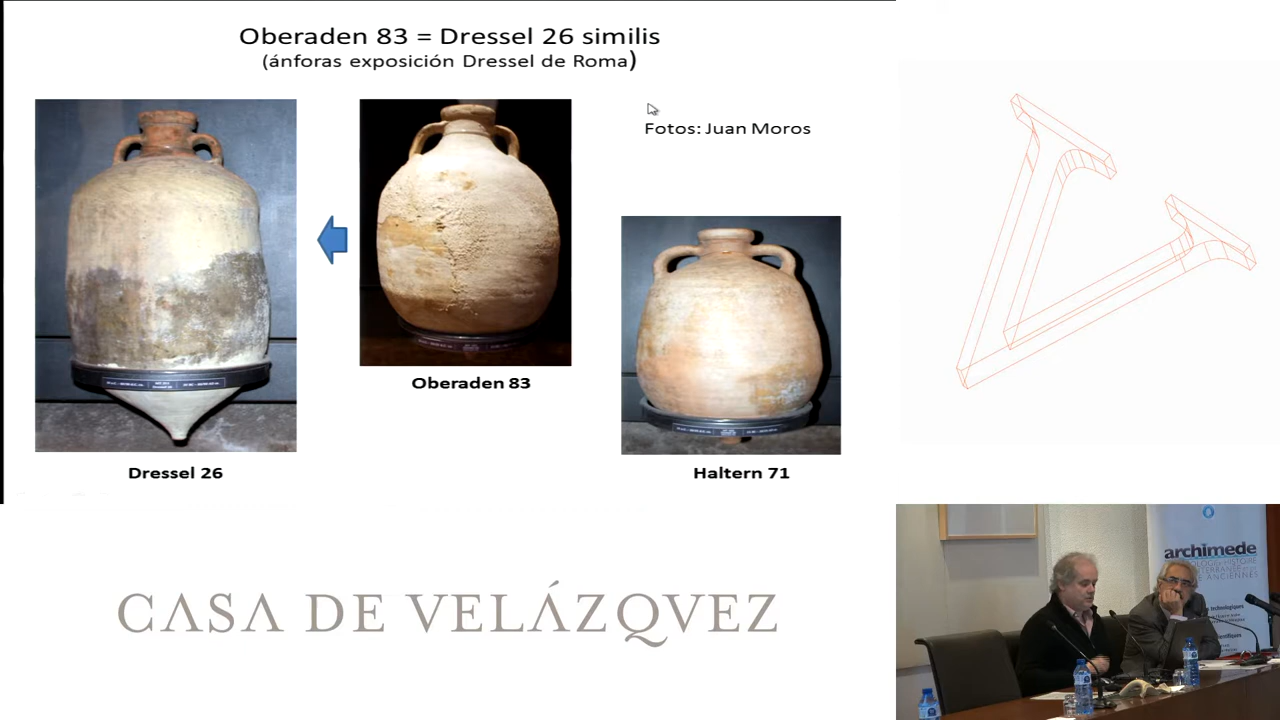 Oberaden 83 = Dressel 26 similis
(ánforas exposición Dressel de Roma)
Fotos: Juan Moros
Oberaden 83
Dressel 26
Haltern 71
CASA DE VELÁZQVEZ
archimede
ANCIENNES